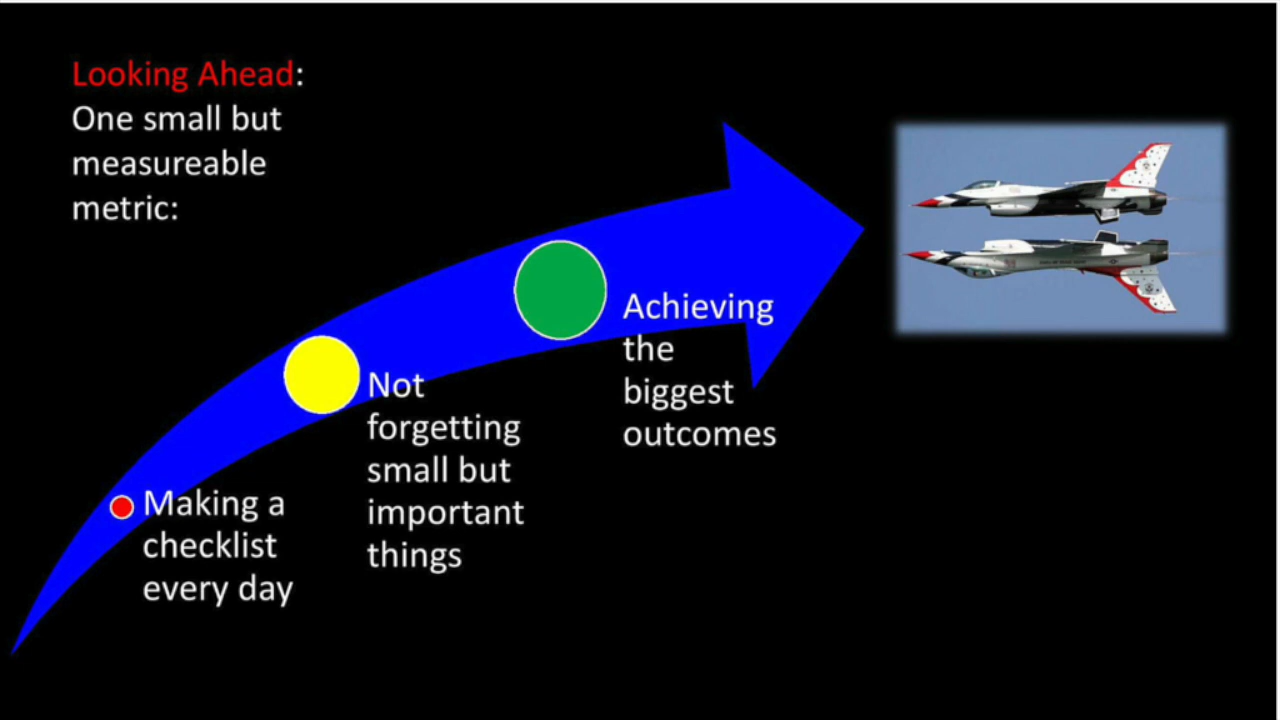 Looking Ahead:
One small but
measureable
metric:
Making a
checklist
every day
Not
forgetting
small but
important
things
Achieving
the
biggest
outcomes